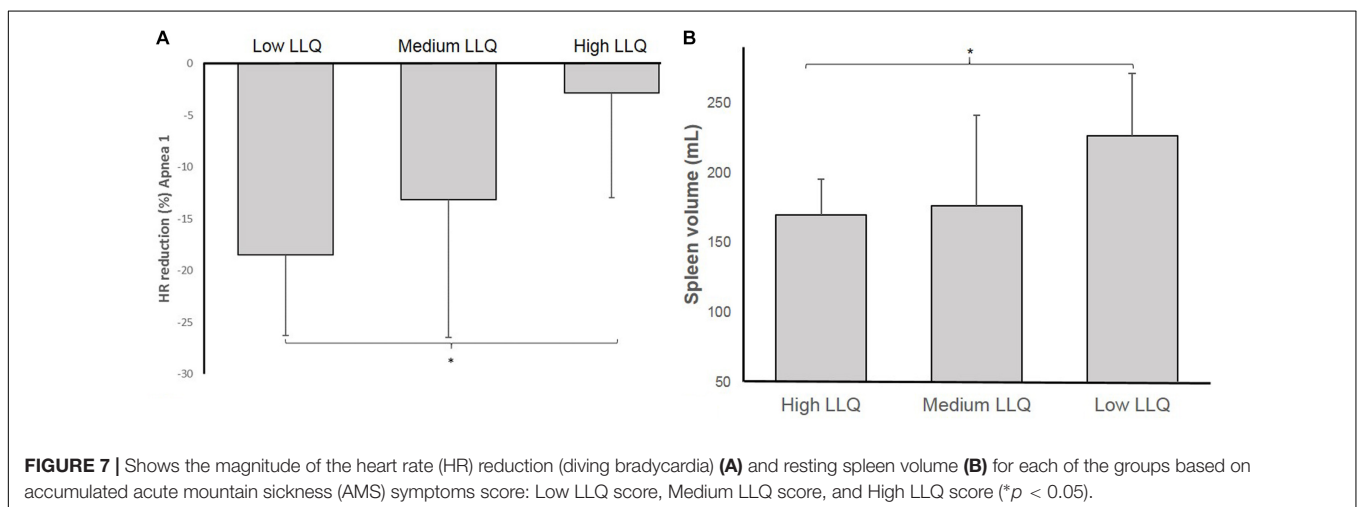 A
Low LLQ Medium LLQ High LLQ
0
-5
-10
-15
-20
-25
-30
HR reduction (%) Apnea 1
*
B
*
250
200
150
100
50
Spleen volume (mL)
High LLQ Medium LLQ Low LLQ
FIGURE 7 | Shows the magnitude of the heart rate (HR) reduction (diving bradycardia) (A) and resting spleen volume (B) for each of the groups based on
accumulated acute mountain sickness (AMS) symptoms score: Low LLQ score, Medium LLQ score, and High LLQ score (*p < 0.05).